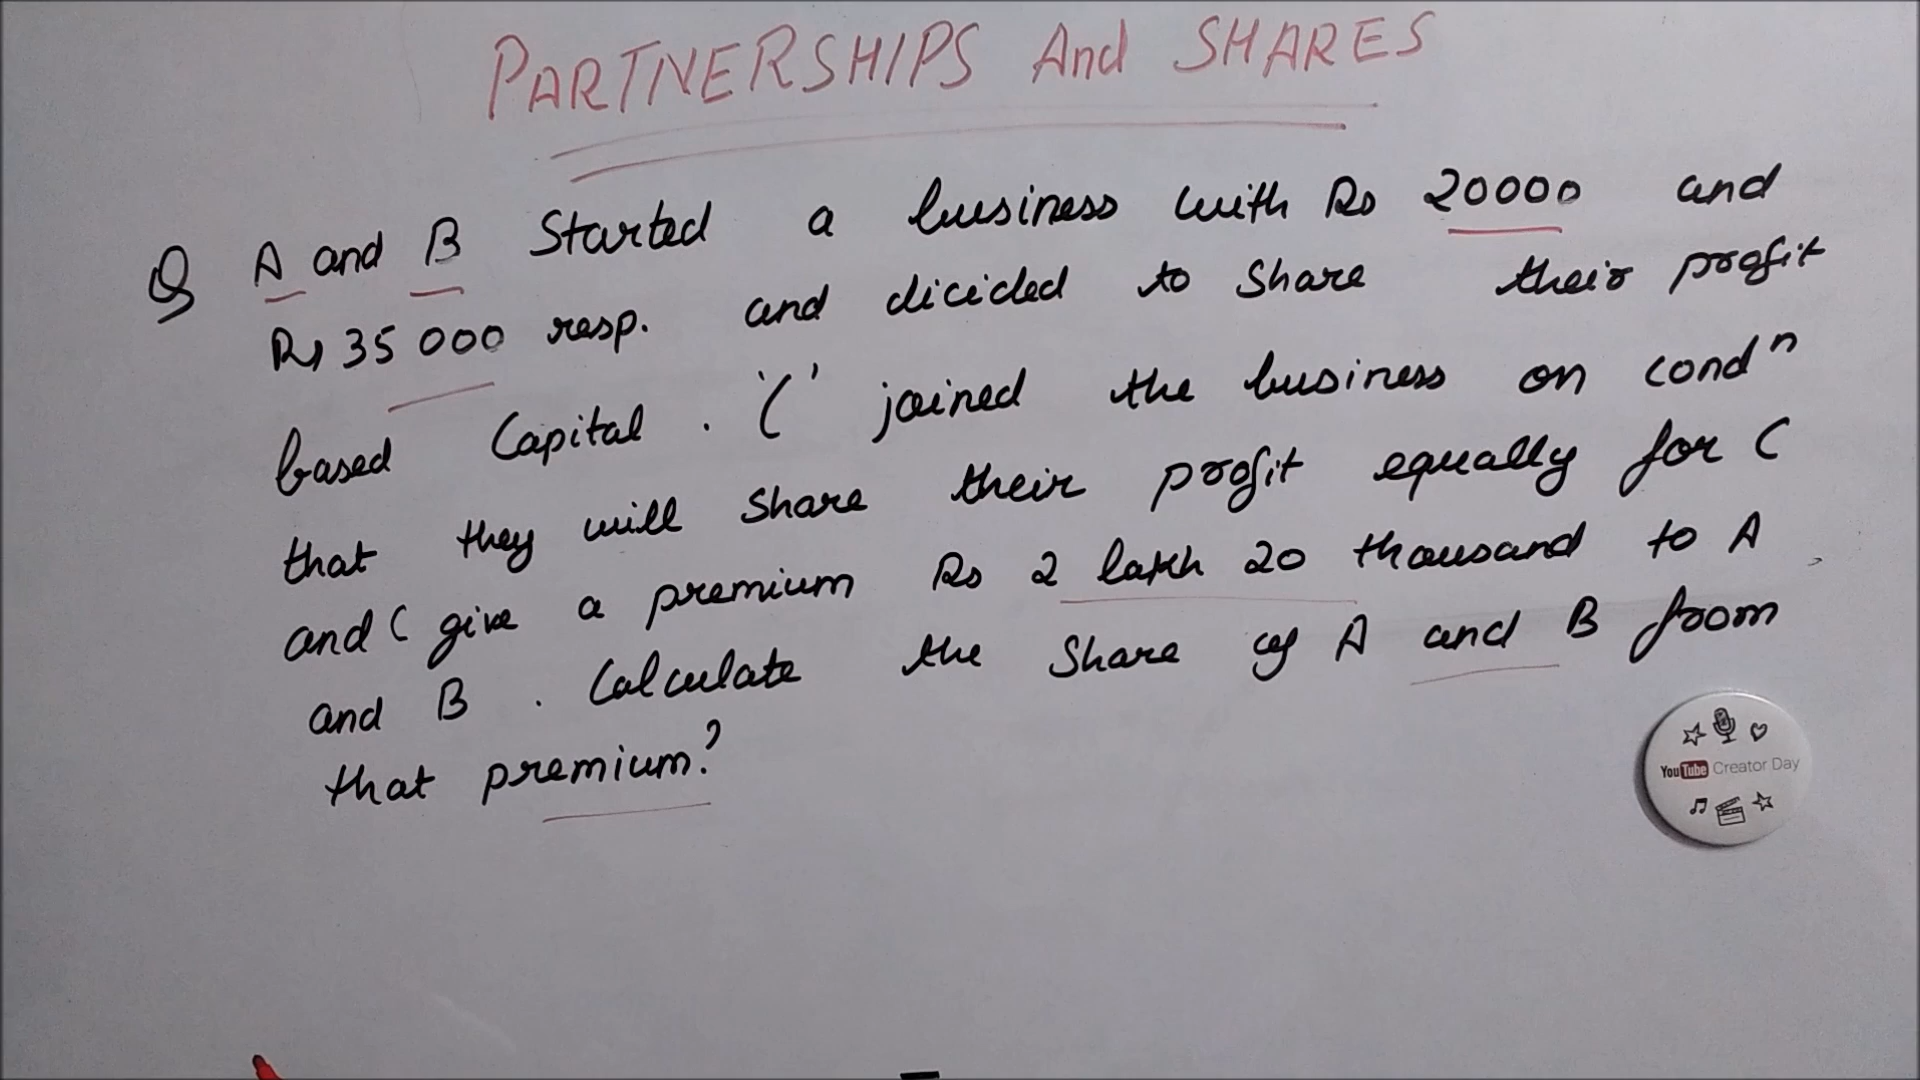 PARTNERSHIPS And SHARES
Q A and B Started a business with Rs 20000 and
Rs 35000 resp. and dicided to Share their profit
based Capital. 'C' joined the business on condⁿ
that they will Share their profit equally for C
and C give a premium Rs 2 lakh 20 thousand to A
and B. Calculate the Share of A and B from
that premium?
YouTube Creator Day